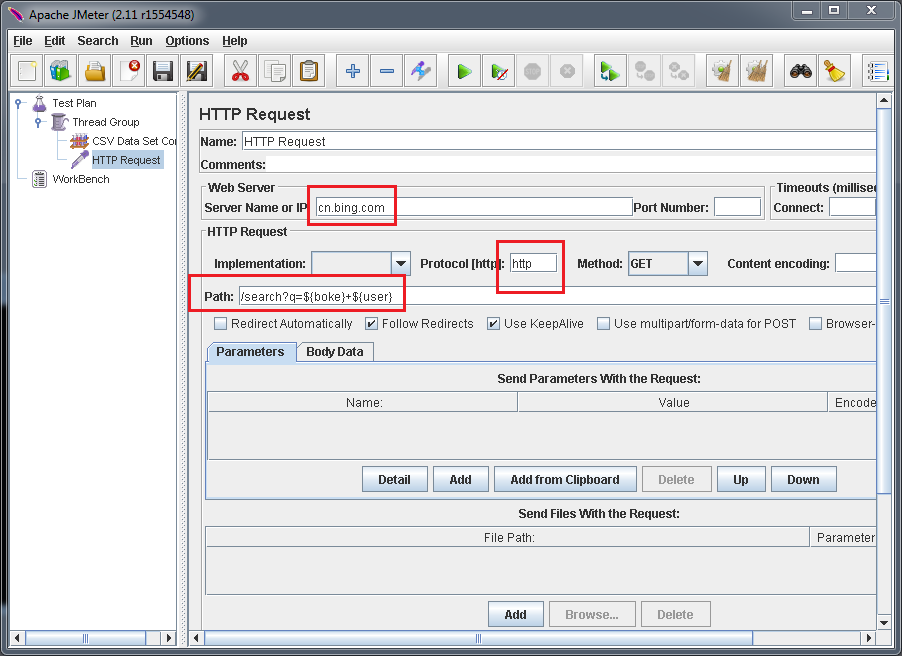 Apache JMeter (2.11 r1554548)
File Edit Search Run Options Help
Test Plan
Thread Group
CSV Data Set Con
HTTP Request
WorkBench
HTTP Request
Name: HTTP Request
Comments:
Web Server
Timeouts (millisec
Server Name or IP: cn.bing.com Port Number: Connect:
HTTP Request
Implementation: Protocol [http]: http Method: GET Content encoding:
Path: /search?q=${boke}+${user}
Redirect Automatically Follow Redirects Use KeepAlive Use multipart/form-data for POST Browser-
Parameters Body Data
Send Parameters With the Request:
Name: Value Encode
Detail Add Add from Clipboard Delete Up Down
Send Files With the Request:
File Path: Parameter
Add Browse... Delete